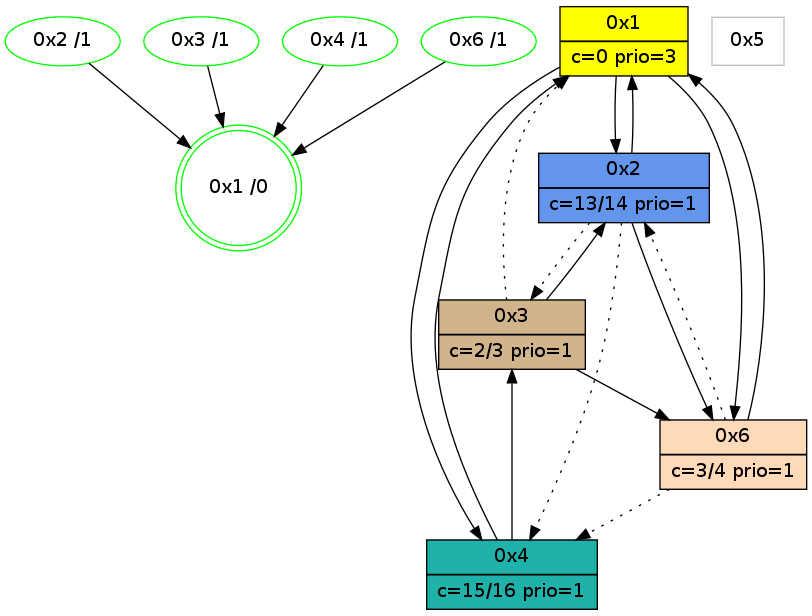 0x2 /1
0x3 /1
0x4 /1
0x6 /1
0x1
c=0 prio=3
0x5
0x1 /0
0x2
c=13/14 prio=1
0x3
c=2/3 prio=1
0x6
c=3/4 prio=1
0x4
c=15/16 prio=1